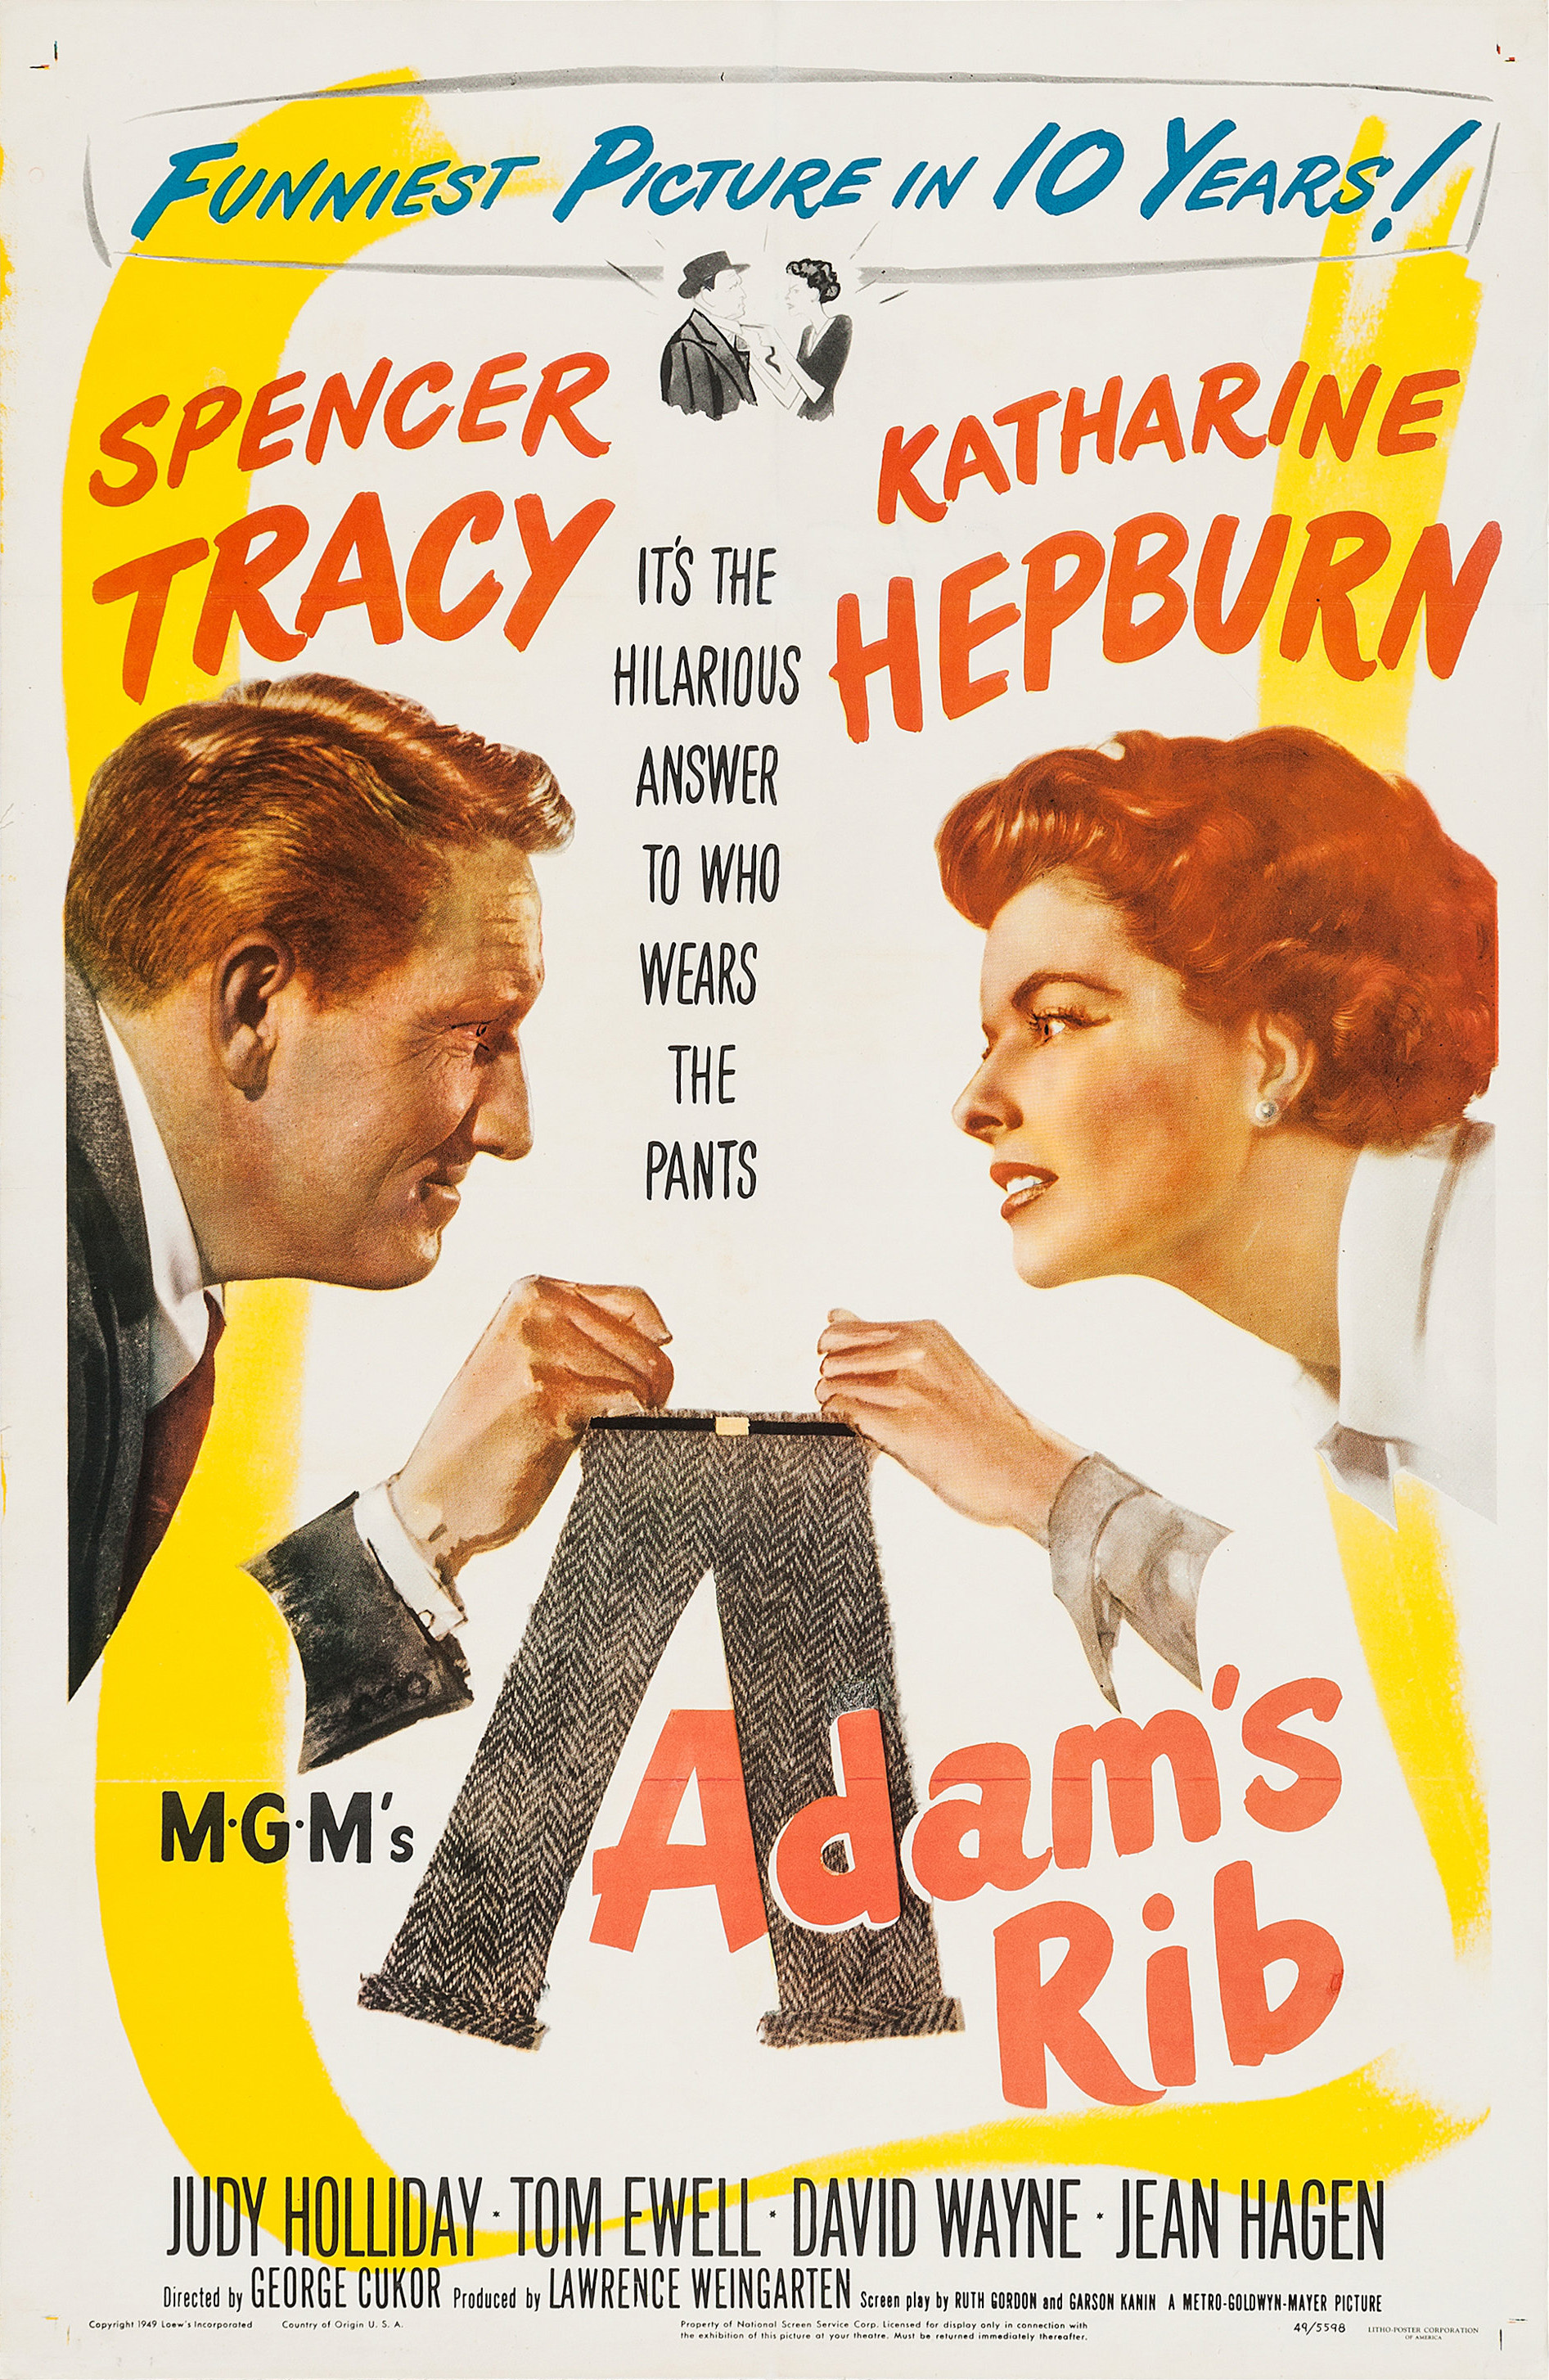 FUNNIEST PICTURE IN 10 YEARS!
SPENCER
TRACY
KATHARINE
HEPBURN
IT'S THE
HILARIOUS
ANSWER
TO WHO
WEARS
THE
PANTS
M·G·M's
Adam's
Rib
JUDY HOLLIDAY * TOM EWELL * DAVID WAYNE * JEAN HAGEN
Directed by GEORGE CUKOR Produced by LAWRENCE WEINGARTEN Screen play by RUTH GORDON and GARSON KANIN A METRO-GOLDWYN-MAYER PICTURE
Copyright 1949 Loew's Incorporated Country of Origin U. S. A.
Property of National Screen Service Corp. Licensed for display only in connection with
the exhibition of this picture at your theatre. Must be returned immediately thereafter.
49/5598
LITHO-POSTER CORPORATION
OF AMERICA